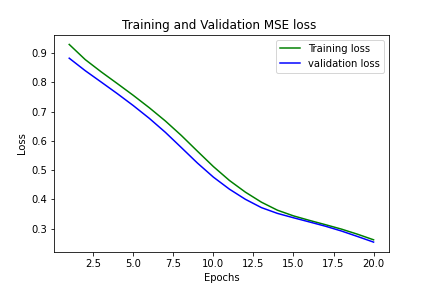 Training and Validation MSE loss
Training loss
validation loss
0.9
0.8
0.7
0.6
0.5
0.4
0.3
Loss
2.5 5.0 7.5 10.0 12.5 15.0 17.5 20.0
Epochs